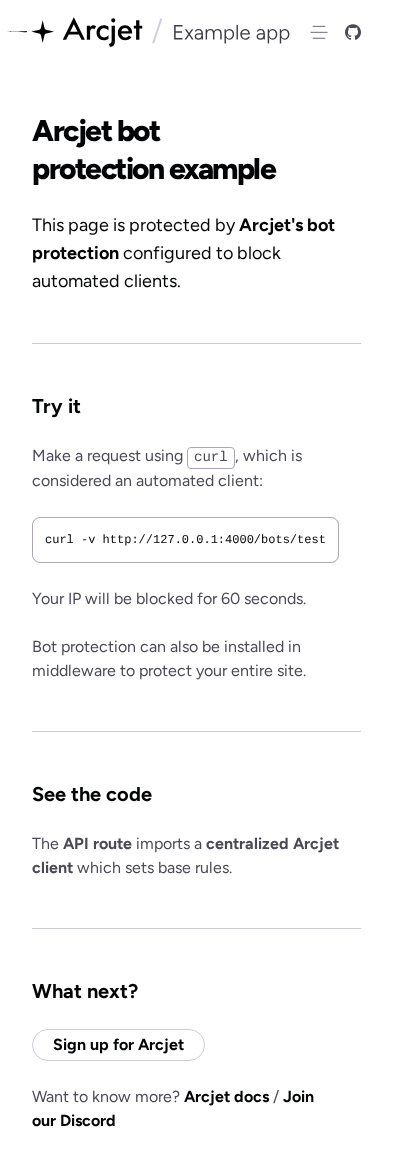 Arcjet / Example app
Arcjet bot
protection example
This page is protected by Arcjet's bot
protection configured to block
automated clients.
Try it
Make a request using curl, which is
considered an automated client:
curl -v http://127.0.0.1:4000/bots/test
Your IP will be blocked for 60 seconds.
Bot protection can also be installed in
middleware to protect your entire site.
See the code
The API route imports a centralized Arcjet
client which sets base rules.
What next?
Sign up for Arcjet
Want to know more? Arcjet docs / Join
our Discord